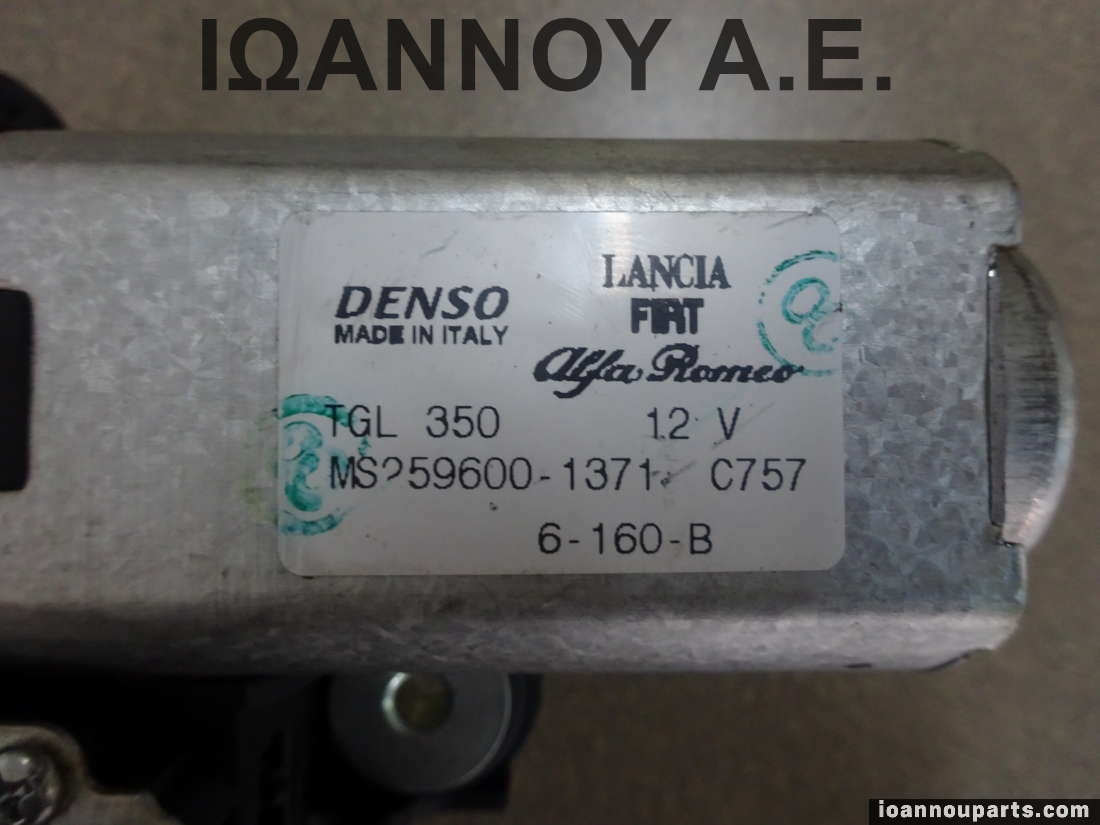 ΙΩΑΝΝΟΥ Α.Ε.
DENSO
MADE IN ITALY
LANCIA
FIAT
Alfa Romeo
TGL 350 12 V
MS259600-1371 C757
6-160-B
ioannouparts.com